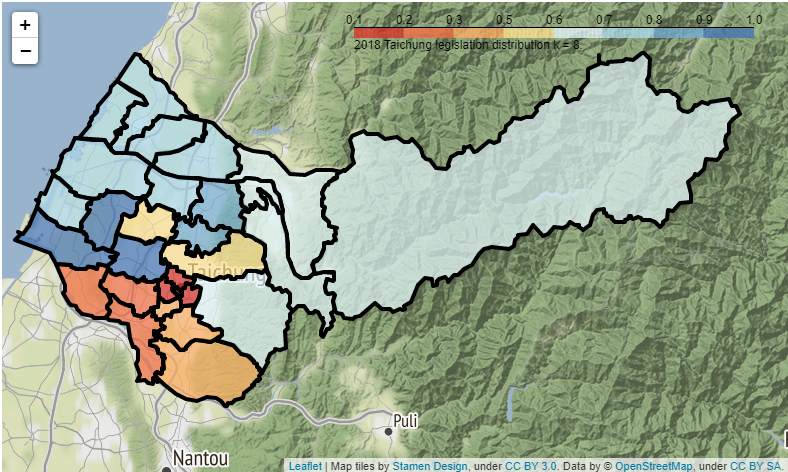 +
−
0.1 0.2 0.3 0.5 0.6 0.7 0.8 0.9 1.0
2018 Taichung legislation distribution k = 8
Taichung
Puli
Nantou
Leaflet | Map tiles by Stamen Design, under CC BY 3.0. Data by © OpenStreetMap, under CC BY SA.